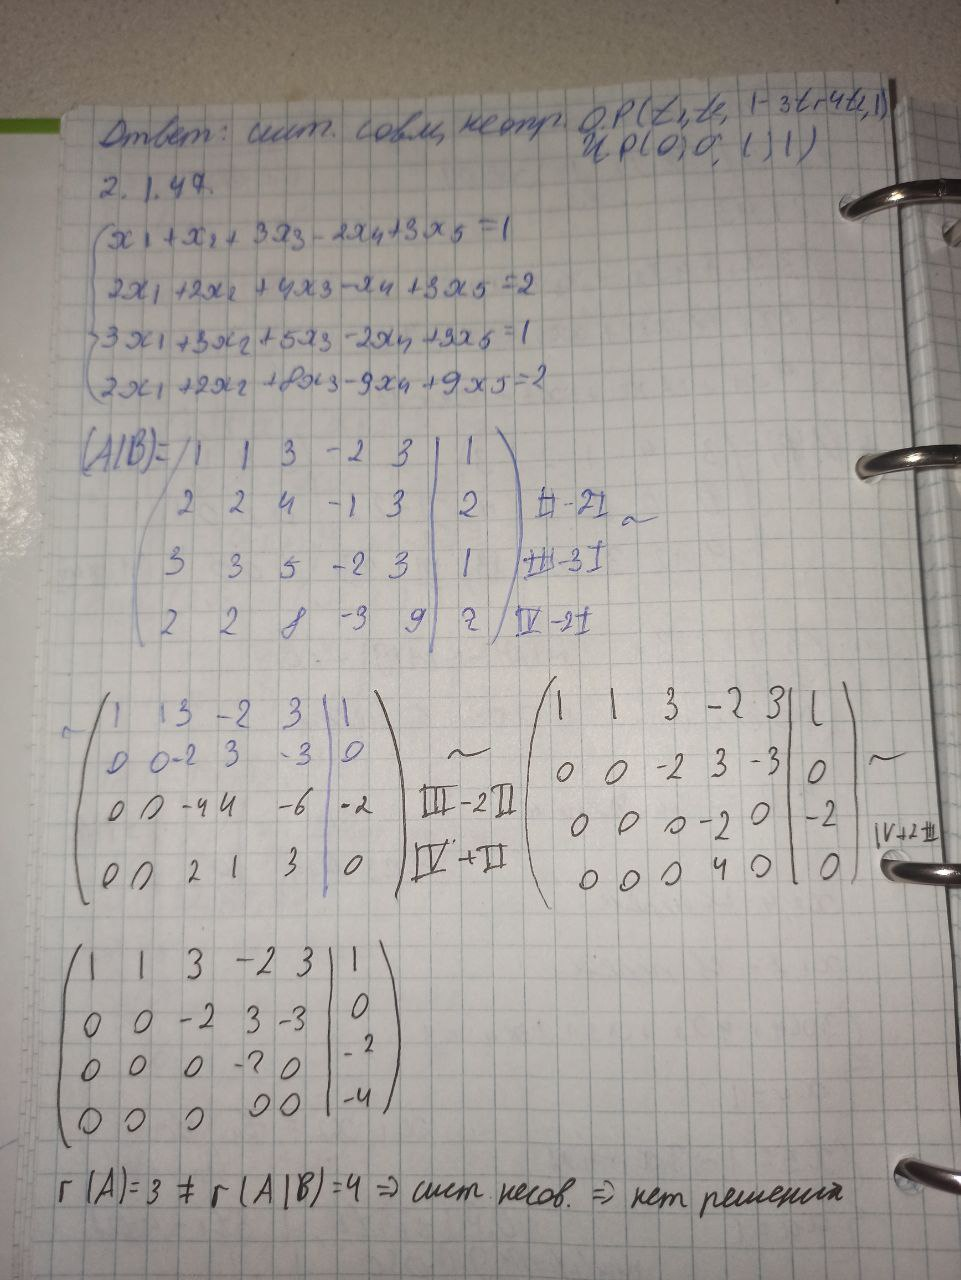 Ответ: сист. совм, неопр. ОР(t₁, t₂, 1-3t₁-4t₂, 1)
ЧР(0; 0; 1; 1)
2.1.47.
x₁ + x₂ + 3x₃ - 2x₄ + 3x₅ = 1
2x₁ + 2x₂ + 4x₃ - x₄ + 3x₅ = 2
3x₁ + 3x₂ + 5x₃ - 2x₄ + 3x₅ = 1
2x₁ + 2x₂ + 8x₃ - 9x₄ + 9x₅ = 2
(A|B) = ( 1 1 3 -2 3 | 1 )
2 2 4 -1 3 | 2 II - 2I ~
3 3 5 -2 3 | 1 III - 3I
2 2 8 -3 9 | 2 IV - 2I
~ ( 1 1 3 -2 3 | 1 )
0 0 -2 3 -3 | 0 ~
0 0 -4 4 -6 | -2 III - 2II
0 0 2 1 3 | 0 IV + II
( 1 1 3 -2 3 | 1 )
0 0 -2 3 -3 | 0 ~
0 0 0 -2 0 | -2 IV + 2III
0 0 0 4 0 | 0
( 1 1 3 -2 3 | 1 )
0 0 -2 3 -3 | 0
0 0 0 -2 0 | -2
0 0 0 0 0 | -4
r(A) = 3 ≠ r(A|B) = 4 => сист. несов. => нет решения